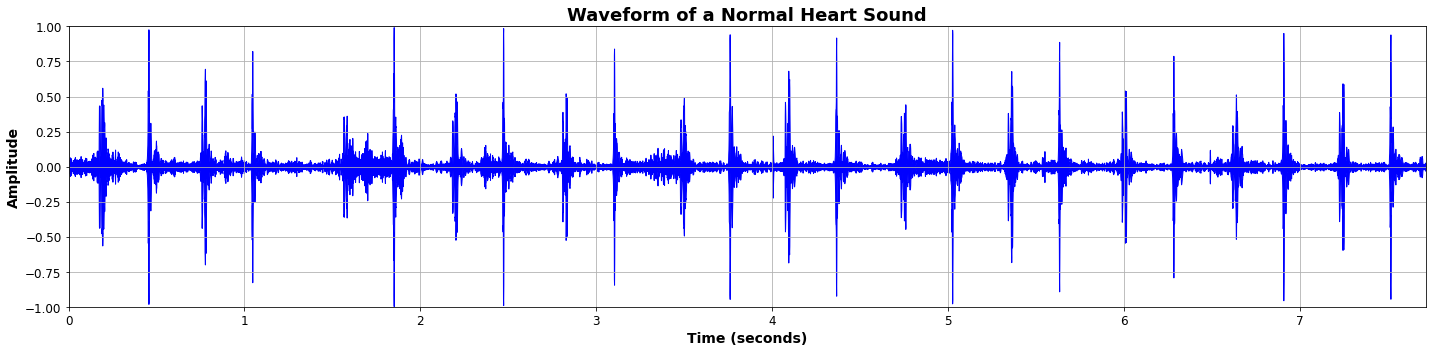 Waveform of a Normal Heart Sound
Amplitude
1.00
0.75
0.50
0.25
0.00
−0.25
−0.50
−0.75
−1.00
0 1 2 3 4 5 6 7
Time (seconds)